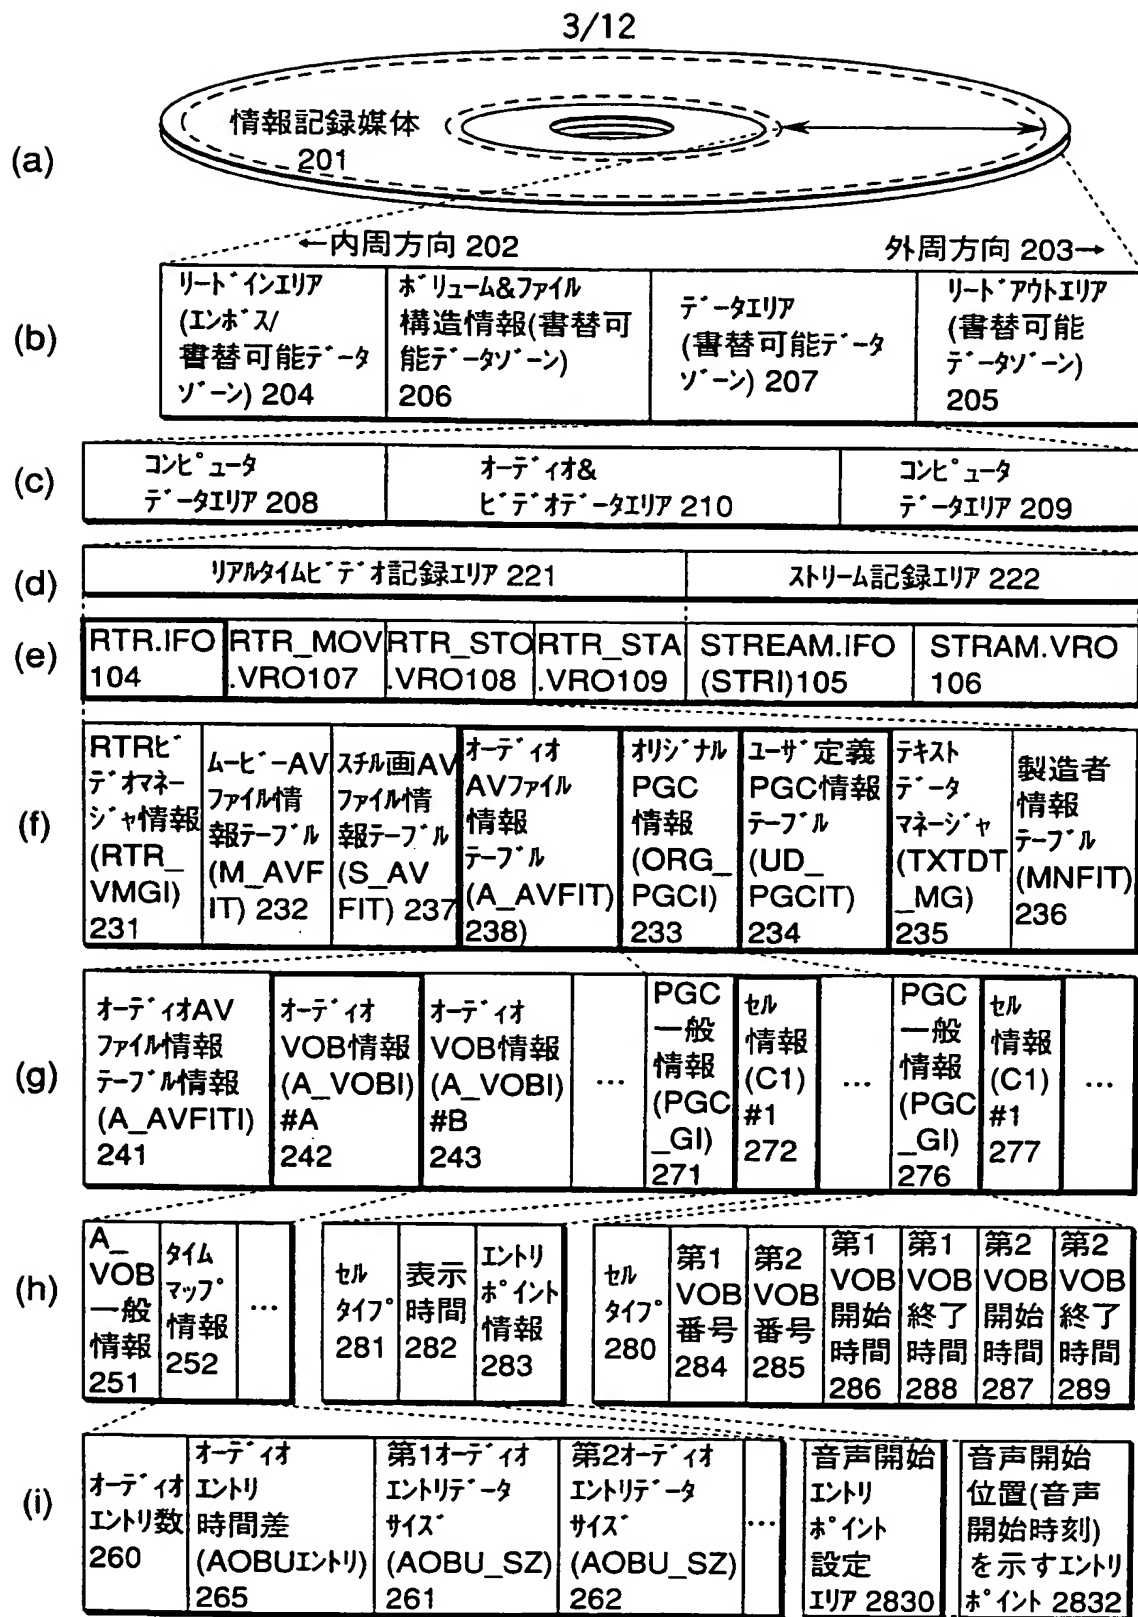 3/12
(a)
情報記録媒体
201
←内周方向 202
外周方向 203→
(b)
リードインエリア
(エンボス/
書替可能データ
ゾーン) 204
ボリューム&ファイル
構造情報(書替可
能データゾーン)
206
データエリア
(書替可能データ
ゾーン) 207
リードアウトエリア
(書替可能
データゾーン)
205
(c)
コンピュータ
データエリア 208
オーディオ&
ビデオデータエリア 210
コンピュータ
データエリア 209
(d)
リアルタイムビデオ記録エリア 221
ストリーム記録エリア 222
(e)
RTR.IFO
104
RTR_MOV
.VRO107
RTR_STO
.VRO108
RTR_STA
.VRO109
STREAM.IFO
(STRI)105
STRAM.VRO
106
(f)
RTRビ
デオマネー
ジャ情報
(RTR_
VMGI)
231
ムービーAV
ファイル情
報テーブル
(M_AVF
IT) 232
スチル画AV
ファイル情
報テーブル
(S_AV
FIT) 237
オーディオ
AVファイル
情報
テーブル
(A_AVFIT)
238)
オリジナル
PGC
情報
(ORG_
PGCI)
233
ユーザ定義
PGC情報
テーブル
(UD_
PGCIT)
234
テキスト
データ
マネージャ
(TXTDT
_MG)
235
製造者
情報
テーブル
(MNFIT)
236
(g)
オーディオAV
ファイル情報
テーブル情報
(A_AVFITI)
241
オーディオ
VOB情報
(A_VOBI)
#A
242
オーディオ
VOB情報
(A_VOBI)
#B
243
…
PGC
一般
情報
(PGC
_GI)
271
セル
情報
(C1)
#1
272
…
PGC
一般
情報
(PGC
_GI)
276
セル
情報
(C1)
#1
277
…
(h)
A_
VOB
一般
情報
251
タイム
マップ
情報
252
…
セル
タイプ
281
表示
時間
282
エントリ
ポイント
情報
283
セル
タイプ
280
第1
VOB
番号
284
第2
VOB
番号
285
第1
VOB
開始
時間
286
第1
VOB
終了
時間
288
第2
VOB
開始
時間
287
第2
VOB
終了
時間
289
(i)
オーディオ
エントリ数
260
オーディオ
エントリ
時間差
(AOBUエントリ)
265
第1オーディオ
エントリデータ
サイズ
(AOBU_SZ)
261
第2オーディオ
エントリデータ
サイズ
(AOBU_SZ)
262
…
音声開始
エントリ
ポイント
設定
エリア 2830
音声開始
位置(音声
開始時刻)
を示すエントリ
ポイント 2832